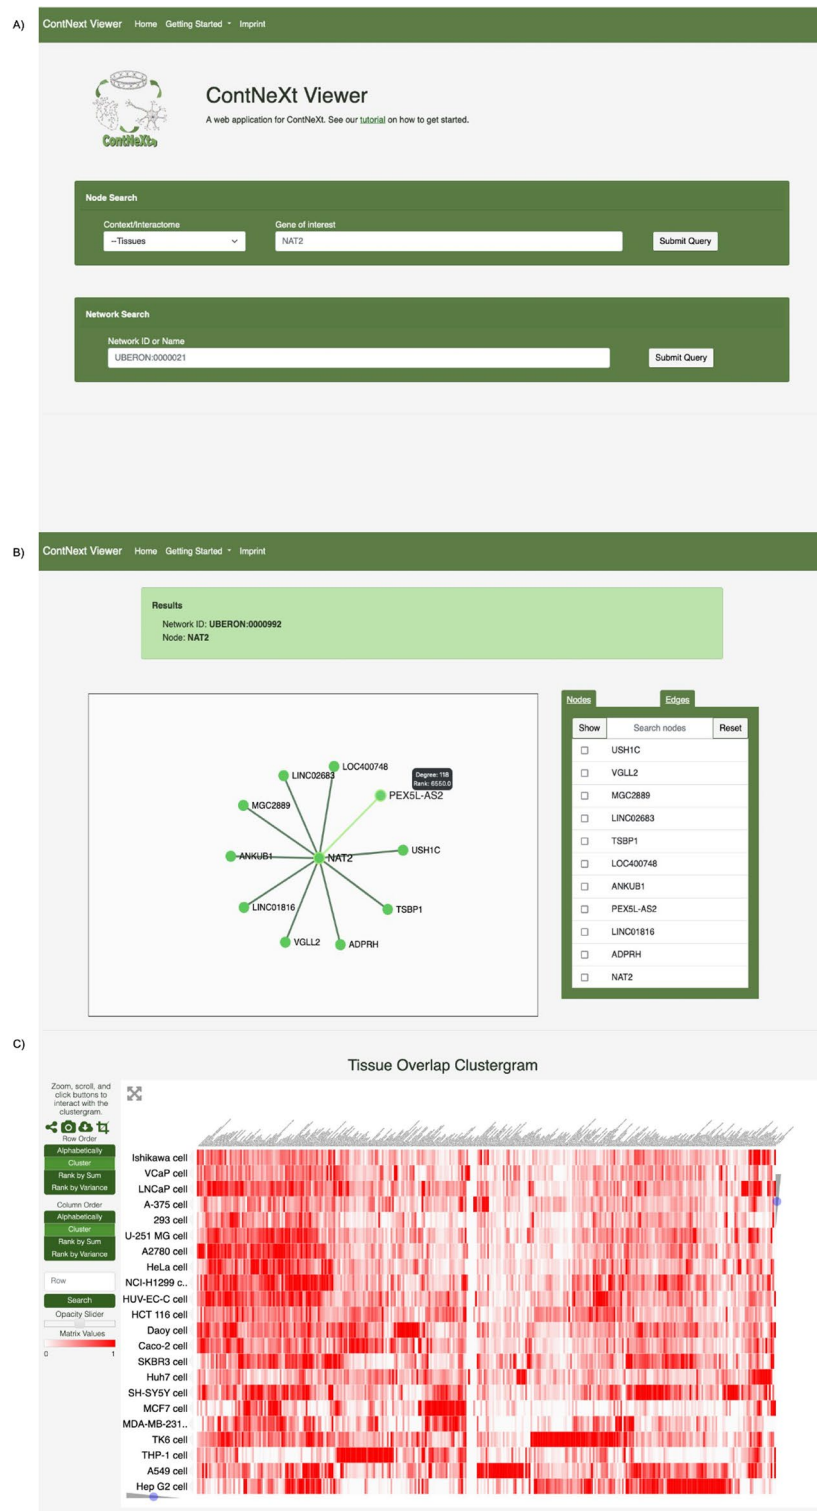 A)
ContNext Viewer Home Getting Started Imprint
ContNeXt
ContNeXt Viewer
A web application for ContNeXt. See our tutorial on how to get started.
Node Search
Context/Interactome Gene of interest
--Tissues NAT2 Submit Query
Network Search
Network ID or Name
UBERON:0000021 Submit Query
B)
ContNext Viewer Home Getting Started Imprint
Results
Network ID: UBERON:0000992
Node: NAT2
LOC400748
LINC02683
Degree: 118
Rank: 6550.0
PEX5L-AS2
MGC2889
USH1C
ANKUB1
NAT2
LINC01816
TSBP1
VGLL2
ADPRH
Nodes Edges
Show Search nodes Reset
USH1C
VGLL2
MGC2889
LINC02683
TSBP1
LOC400748
ANKUB1
PEX5L-AS2
LINC01816
ADPRH
NAT2
C)
Tissue Overlap Clustergram
Zoom, scroll, and
click buttons to
interact with the
clustergram.
Row Order
Alphabetically
Cluster
Rank by Sum
Rank by Variance
Column Order
Alphabetically
Cluster
Rank by Sum
Rank by Variance
Row
Search
Opacity Slider
Matrix Values
0 1
Ishikawa cell
VCaP cell
LNCaP cell
A-375 cell
293 cell
U-251 MG cell
A2780 cell
HeLa cell
NCI-H1299 c..
HUV-EC-C cell
HCT 116 cell
Daoy cell
Caco-2 cell
SKBR3 cell
Huh7 cell
SH-SY5Y cell
MCF7 cell
MDA-MB-231..
TK6 cell
THP-1 cell
A549 cell
Hep G2 cell